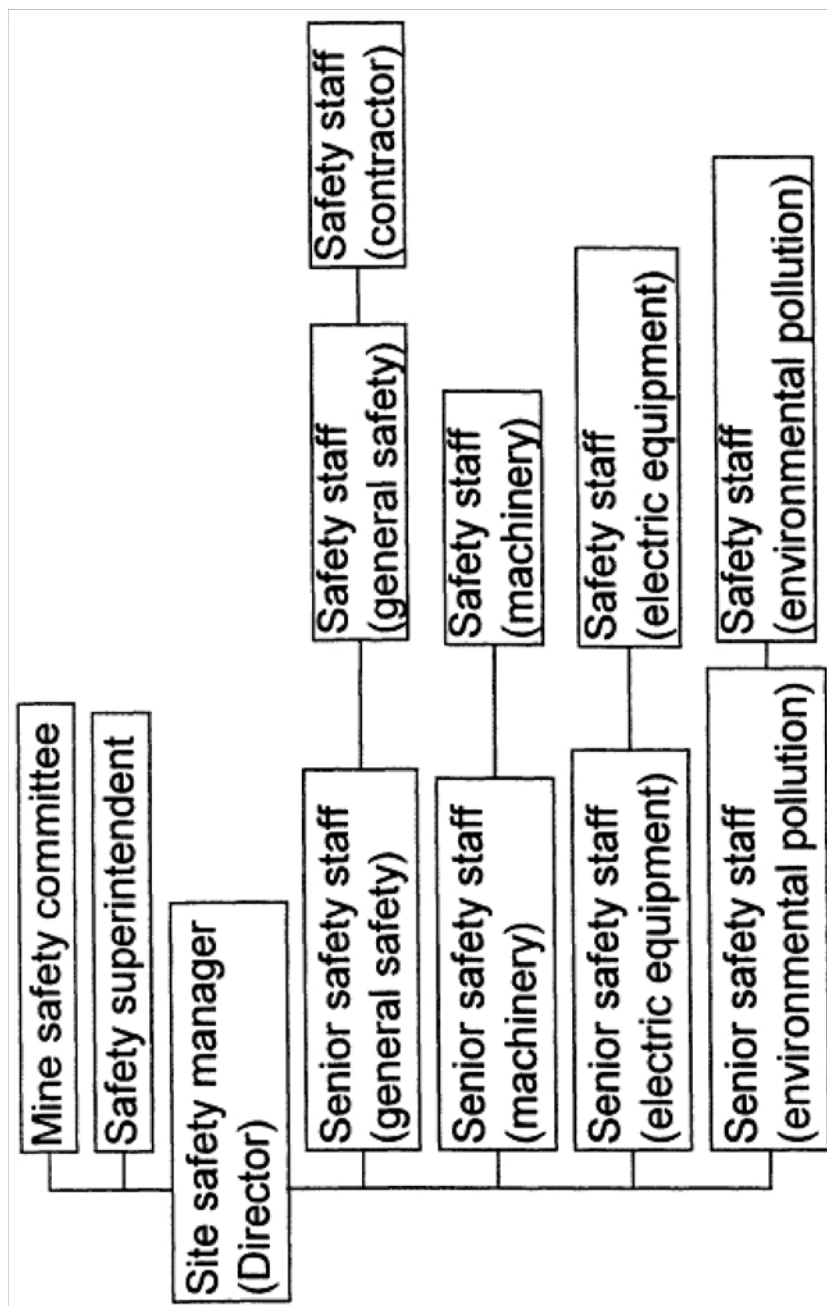 Mine safety committee
Safety superintendent
Site safety manager
(Director)
Senior safety staff
(general safety)
Safety staff
(general safety)
Safety staff
(contractor)
Senior safety staff
(machinery)
Safety staff
(machinery)
Senior safety staff
(electric equipment)
Safety staff
(electric equipment)
Senior safety staff
(environmental pollution)
Safety staff
(environmental pollution)